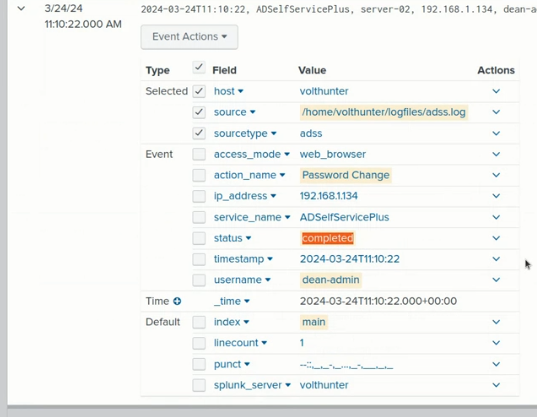 3/24/24 2024-03-24T11:10:22, ADSelfServicePlus, server-02, 192.168.1.134, dean-a
11:10:22.000 AM
Event Actions
Type Field Value Actions
Selected host volthunter
source /home/volthunter/logfiles/adss.log
sourcetype adss
Event access_mode web_browser
action_name Password Change
ip_address 192.168.1.134
service_name ADSelfServicePlus
status completed
timestamp 2024-03-24T11:10:22
username dean-admin
Time _time 2024-03-24T11:10:22.000+00:00
Default index main
linecount 1
punct
splunk_server volthunter